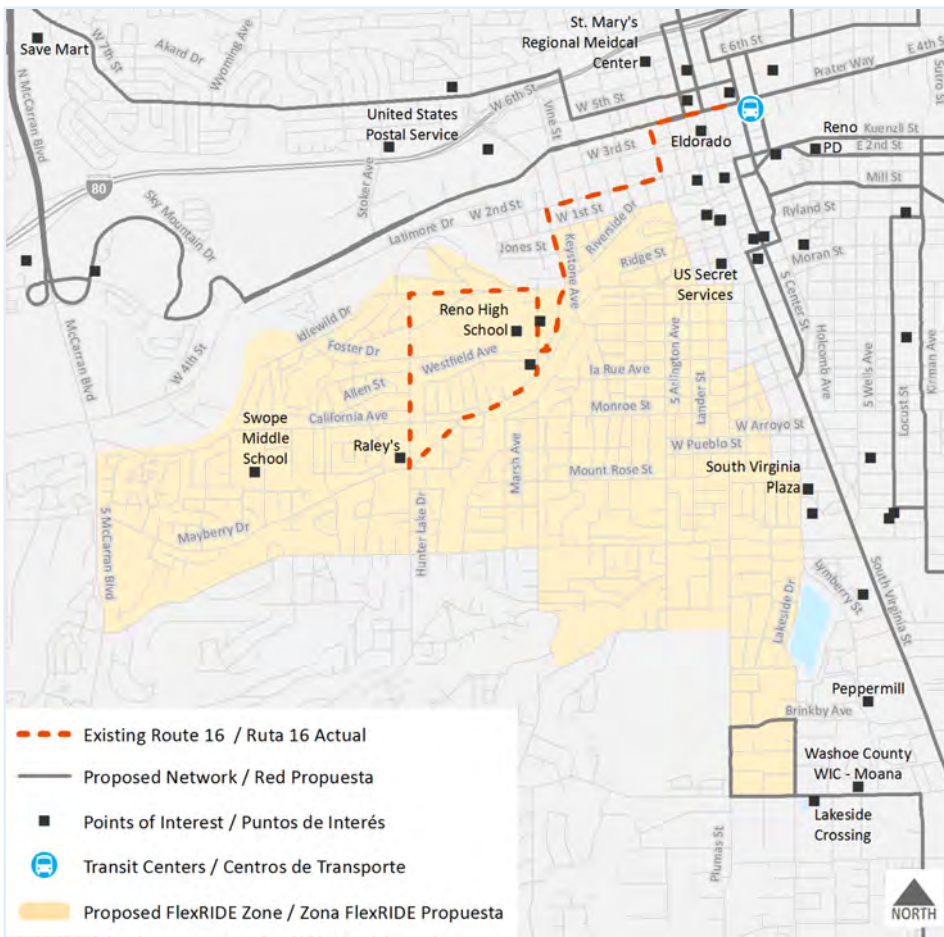 St. Mary's
Regional Meidcal
Center
E 6th St
E 4th St
Save Mart
W 7th St
Akard Dr
Wyoming Ave
Prater Way
Sutro St
N McCarran Blvd
W 6th St
W 5th St
United States
Postal Service
Vine St
Eldorado
Reno
PD
Kuenzli St
E 2nd St
W 3rd St
Mill St
80
Stoker Ave
Sky Mountain Dr
W 2nd St
W 1st St
Latimore Dr
Riverside Dr
Ryland St
Jones St
Keystone Ave
Ridge St
Moran St
US Secret
Services
S Center St
Reno High
School
Idlewild Dr
McCarran Blvd
W 4th St
Foster Dr
Westfield Ave
Allen St
la Rue Ave
S Arlington Ave
Lander St
Holcomb Ave
S Wells Ave
Locust St
Kirman Ave
California Ave
Monroe St
W Arroyo St
Swope
Middle
School
Raley's
Marsh Ave
W Pueblo St
Mount Rose St
South Virginia
Plaza
S McCarran Blvd
Mayberry Dr
Hunter Lake Dr
Lymberry St
South Virginia St
Lakeside Dr
Peppermill
Brinkby Ave
Washoe County
WIC - Moana
Lakeside
Crossing
Plumas St
Existing Route 16 / Ruta 16 Actual
Proposed Network / Red Propuesta
Points of Interest / Puntos de Interés
Transit Centers / Centros de Transporte
Proposed FlexRIDE Zone / Zona FlexRIDE Propuesta
NORTH